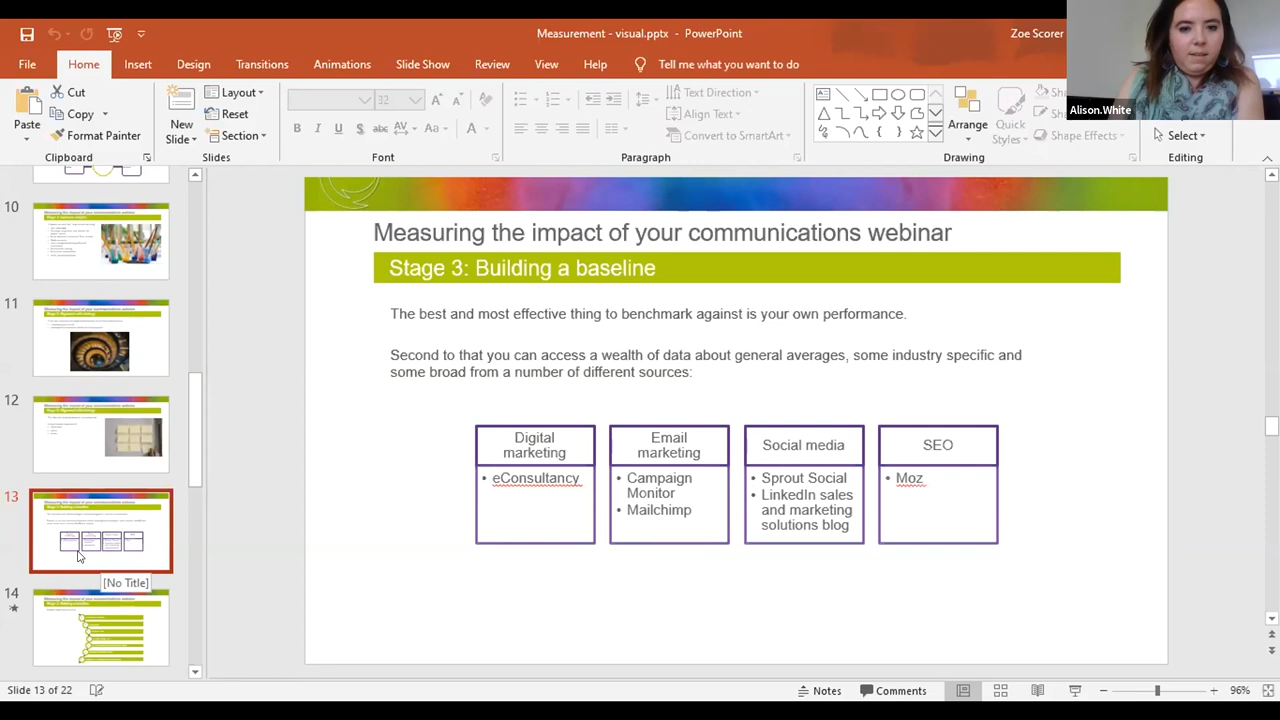 Measurement - visual.pptx - PowerPoint
Zoe Scorer
Alison.White
File Home Insert Design Transitions Animations Slide Show Review View Help Tell me what you want to do
Paste
Cut
Copy
Format Painter
Clipboard
New Slide
Layout
Reset
Section
Slides
32
B I U S abc AV Aa A
Font
Text Direction
Align Text
Convert to SmartArt
Paragraph
Arrange
Quick Styles
Shape Effects
Drawing
Select
Editing
10
11
12
13
14
[No Title]
Measuring the impact of your communications webinar
Stage 3: Building a baseline
The best and most effective thing to benchmark against is your own performance.
Second to that you can access a wealth of data about general averages, some industry specific and
some broad from a number of different sources:
Digital
marketing
• eConsultancy
Email
marketing
• Campaign
Monitor
• Mailchimp
Social media
• Sprout Social
• LinkedIn sales
and marketing
solutions blog
SEO
• Moz
Slide 13 of 22
Notes
Comments
96%